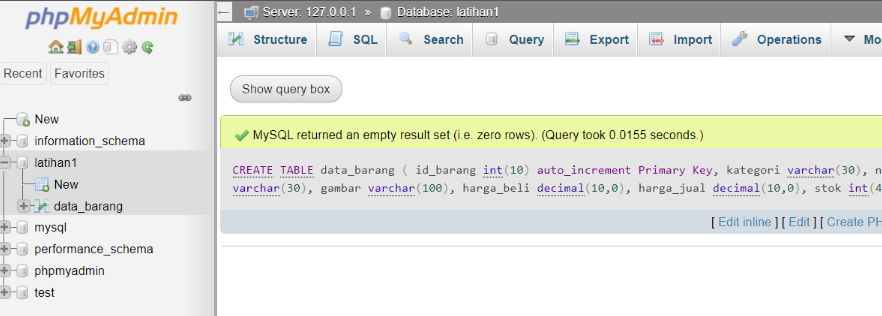 phpMyAdmin
Recent Favorites
New
information_schema
latihan1
New
data_barang
mysql
performance_schema
phpmyadmin
test
Server: 127.0.0.1 » Database: latihan1
Structure SQL Search Query Export Import Operations Mo
Show query box
MySQL returned an empty result set (i.e. zero rows). (Query took 0.0155 seconds.)
CREATE TABLE data_barang ( id_barang int(10) auto_increment Primary Key, kategori varchar(30), n
varchar(30), gambar varchar(100), harga_beli decimal(10,0), harga_jual decimal(10,0), stok int(4
[ Edit inline ] [ Edit ] [ Create PH